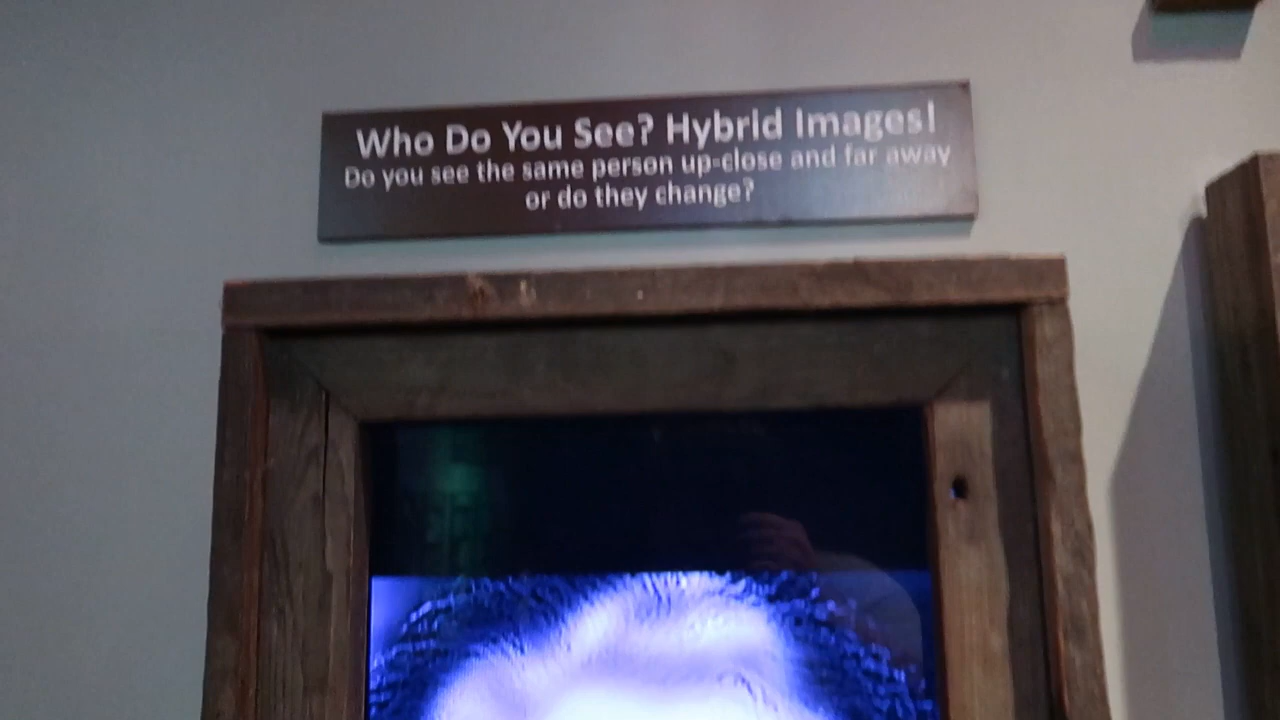 Who Do You See? Hybrid Images!
Do you see the same person up-close and far away
or do they change?